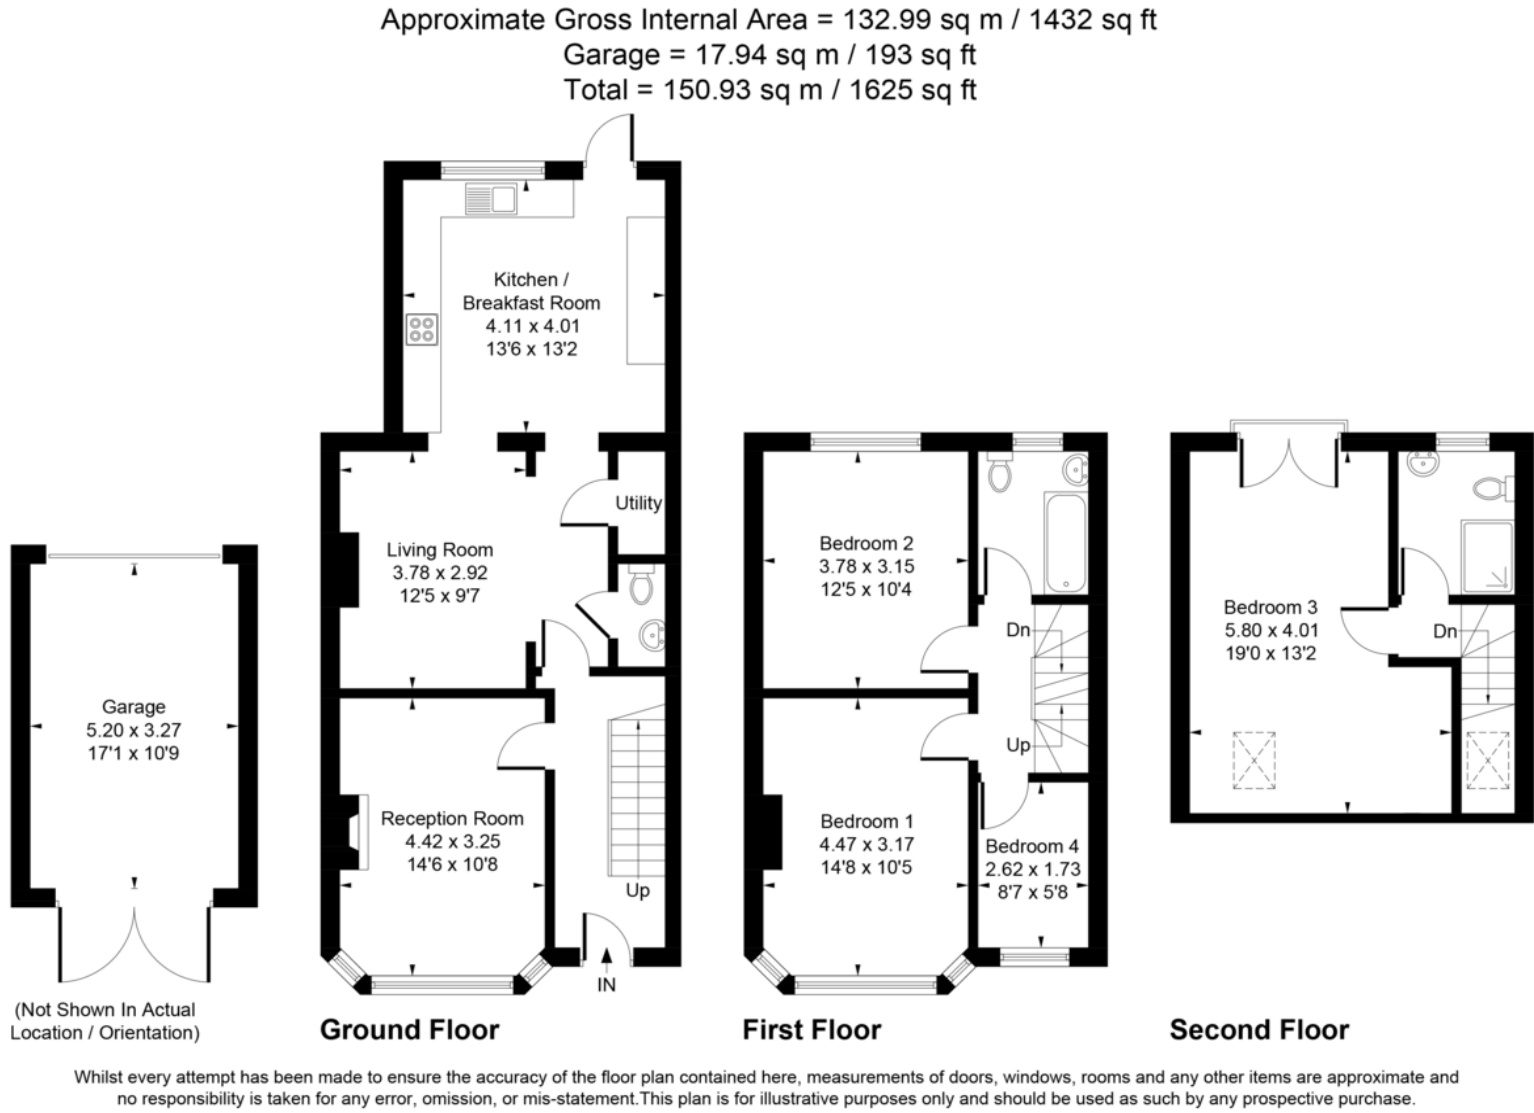 Approximate Gross Internal Area = 132.99 sq m / 1432 sq ft
Garage = 17.94 sq m / 193 sq ft
Total = 150.93 sq m / 1625 sq ft
Kitchen /
Breakfast Room
4.11 x 4.01
13'6 x 13'2
Utility
Living Room
3.78 x 2.92
12'5 x 9'7
Garage
5.20 x 3.27
17'1 x 10'9
Reception Room
4.42 x 3.25
14'6 x 10'8
Up
IN
(Not Shown In Actual
Location / Orientation)
Ground Floor
Bedroom 2
3.78 x 3.15
12'5 x 10'4
Dn
Up
Bedroom 1
4.47 x 3.17
14'8 x 10'5
Bedroom 4
2.62 x 1.73
8'7 x 5'8
First Floor
Bedroom 3
5.80 x 4.01
19'0 x 13'2
Dn
Second Floor
Whilst every attempt has been made to ensure the accuracy of the floor plan contained here, measurements of doors, windows, rooms and any other items are approximate and
no responsibility is taken for any error, omission, or mis-statement.This plan is for illustrative purposes only and should be used as such by any prospective purchase.